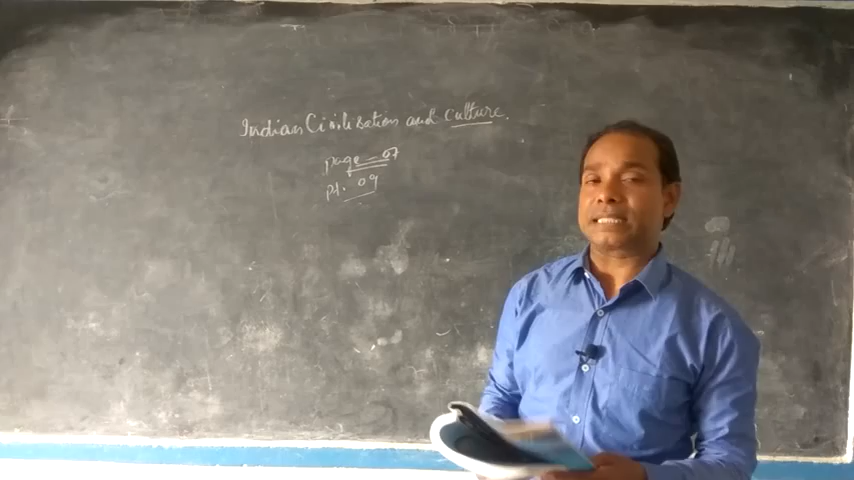 Indian Civilisation and Culture.
page - 07
pt. 09